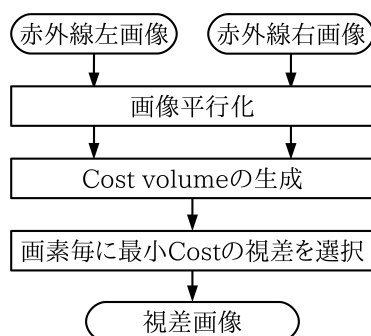 赤外線左画像
赤外線右画像
画像平行化
Cost volumeの生成
画素毎に最小Costの視差を選択
視差画像